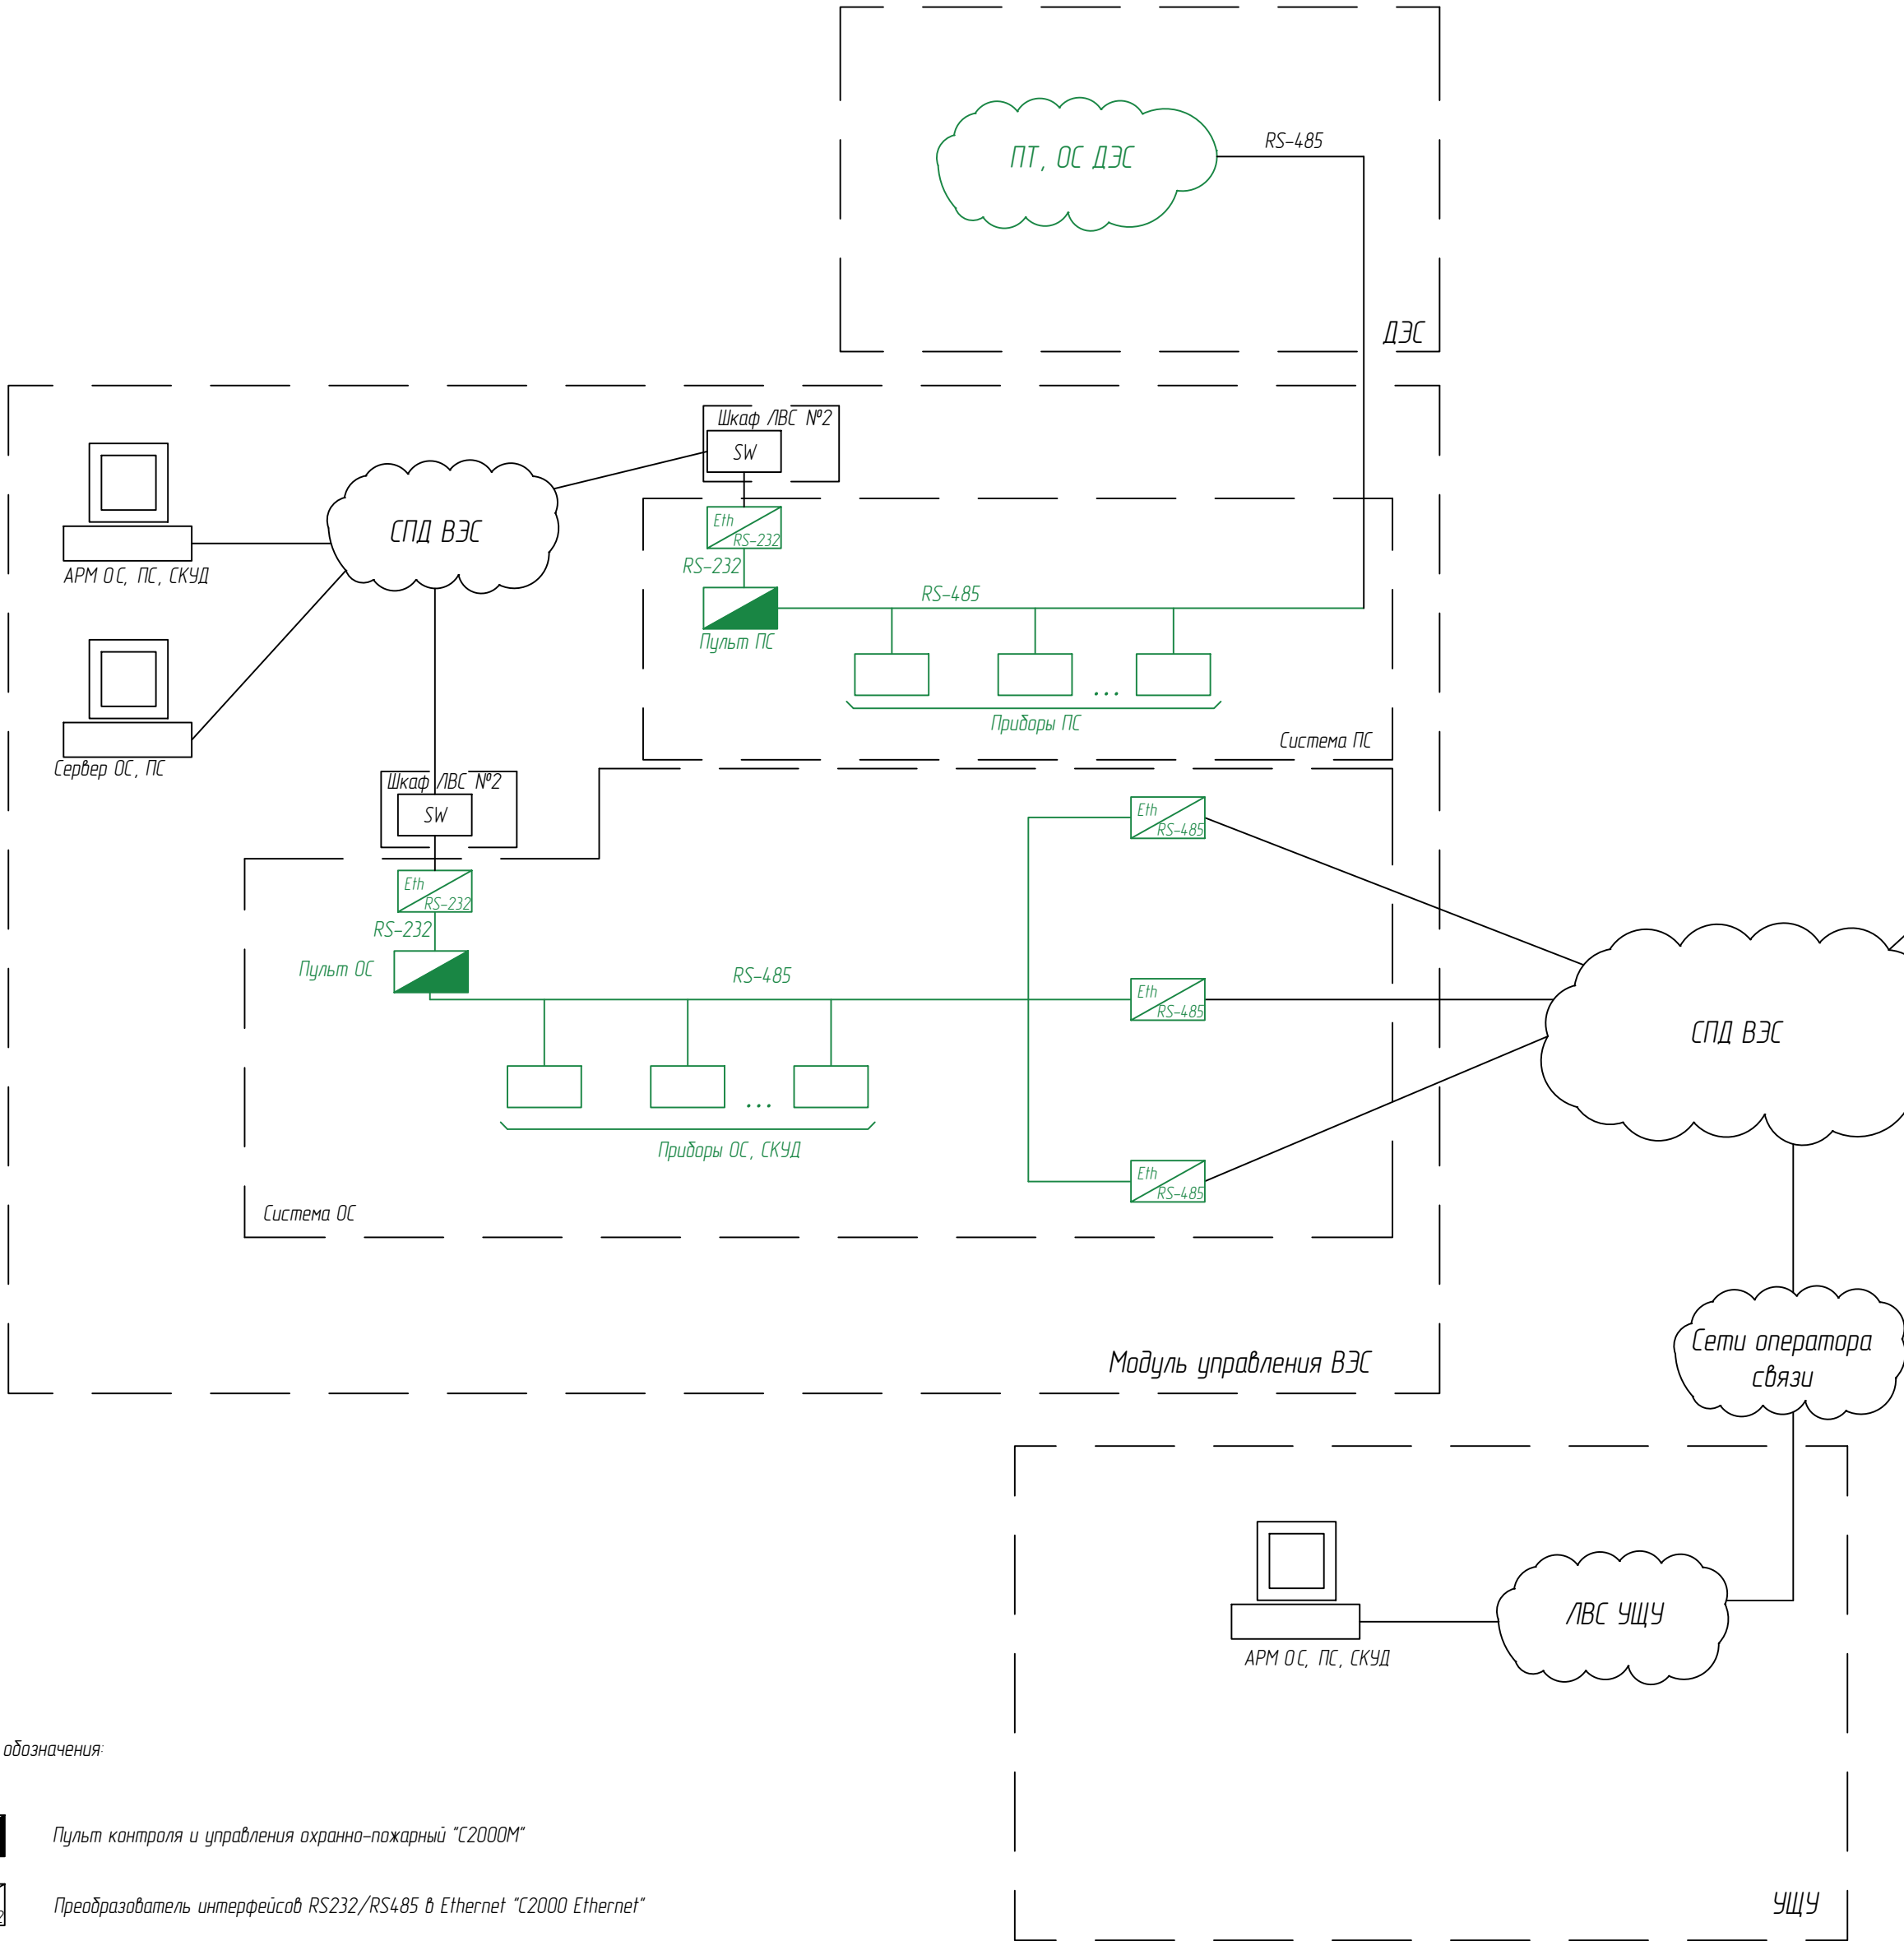 ПТ, ОС ДЭС
RS-485
ДЭС
Шкаф ЛВС №2
SW
СПД ВЭС
АРМ ОС, ПС, СКУД
Eth
RS-232
RS-232
RS-485
Пульт ПС
Приборы ПС
Система ПС
Сервер ОС, ПС
Шкаф ЛВС №2
SW
Eth
RS-485
Eth
RS-232
RS-232
Пульт ОС
RS-485
Eth
RS-485
СПД ВЭС
Приборы ОС, СКУД
Eth
RS-485
Система ОС
Сети оператора
связи
Модуль управления ВЭС
ЛВС УЩУ
АРМ ОС, ПС, СКУД
обозначения:
Пульт контроля и управления охранно-пожарный "С2000М"
Преобразователь интерфейсов RS232/RS485 в Ethernet "С2000 Ethernet"
УЩУ